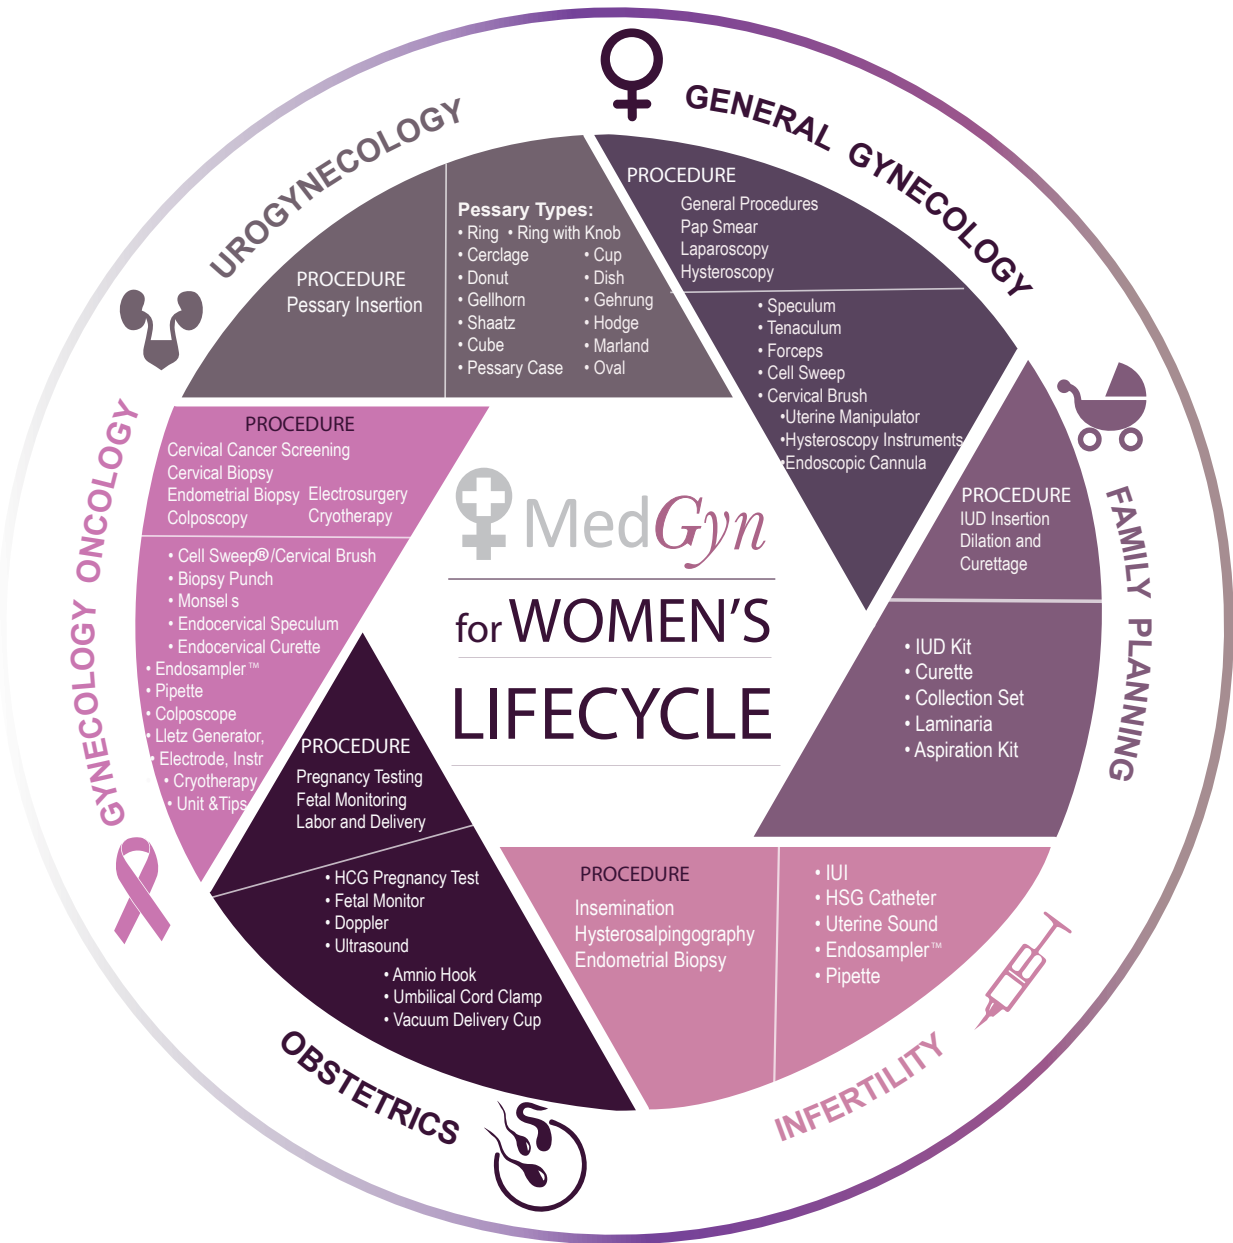 GENERAL GYNECOLOGY
PROCEDURE
General Procedures
Pap Smear
Laparoscopy
Hysteroscopy
• Speculum
• Tenaculum
• Forceps
• Cell Sweep
• Cervical Brush
•Uterine Manipulator
•Hysteroscopy Instruments
•Endoscopic Cannula
FAMILY PLANNING
PROCEDURE
IUD Insertion
Dilation and
Curettage
• IUD Kit
• Curette
• Collection Set
• Laminaria
• Aspiration Kit
INFERTILITY
PROCEDURE
Insemination
Hysterosalpingography
Endometrial Biopsy
• IUI
• HSG Catheter
• Uterine Sound
• Endosampler™
• Pipette
OBSTETRICS
PROCEDURE
Pregnancy Testing
Fetal Monitoring
Labor and Delivery
• HCG Pregnancy Test
• Fetal Monitor
• Doppler
• Ultrasound
• Amnio Hook
• Umbilical Cord Clamp
• Vacuum Delivery Cup
GYNECOLOGY ONCOLOGY
PROCEDURE
Cervical Cancer Screening
Cervical Biopsy
Endometrial Biopsy Electrosurgery
Colposcopy Cryotherapy
• Cell Sweep®/Cervical Brush
• Biopsy Punch
• Monsel s
• Endocervical Speculum
• Endocervical Curette
• Endosampler™
• Pipette
• Colposcope
• Lletz Generator,
• Electrode, Instr
• Cryotherapy
• Unit &Tips
UROGYNECOLOGY
PROCEDURE
Pessary Insertion
Pessary Types:
• Ring • Ring with Knob
• Cerclage • Cup
• Donut • Dish
• Gellhorn • Gehrung
• Shaatz • Hodge
• Cube • Marland
• Pessary Case • Oval
MedGyn
for WOMEN'S
LIFECYCLE